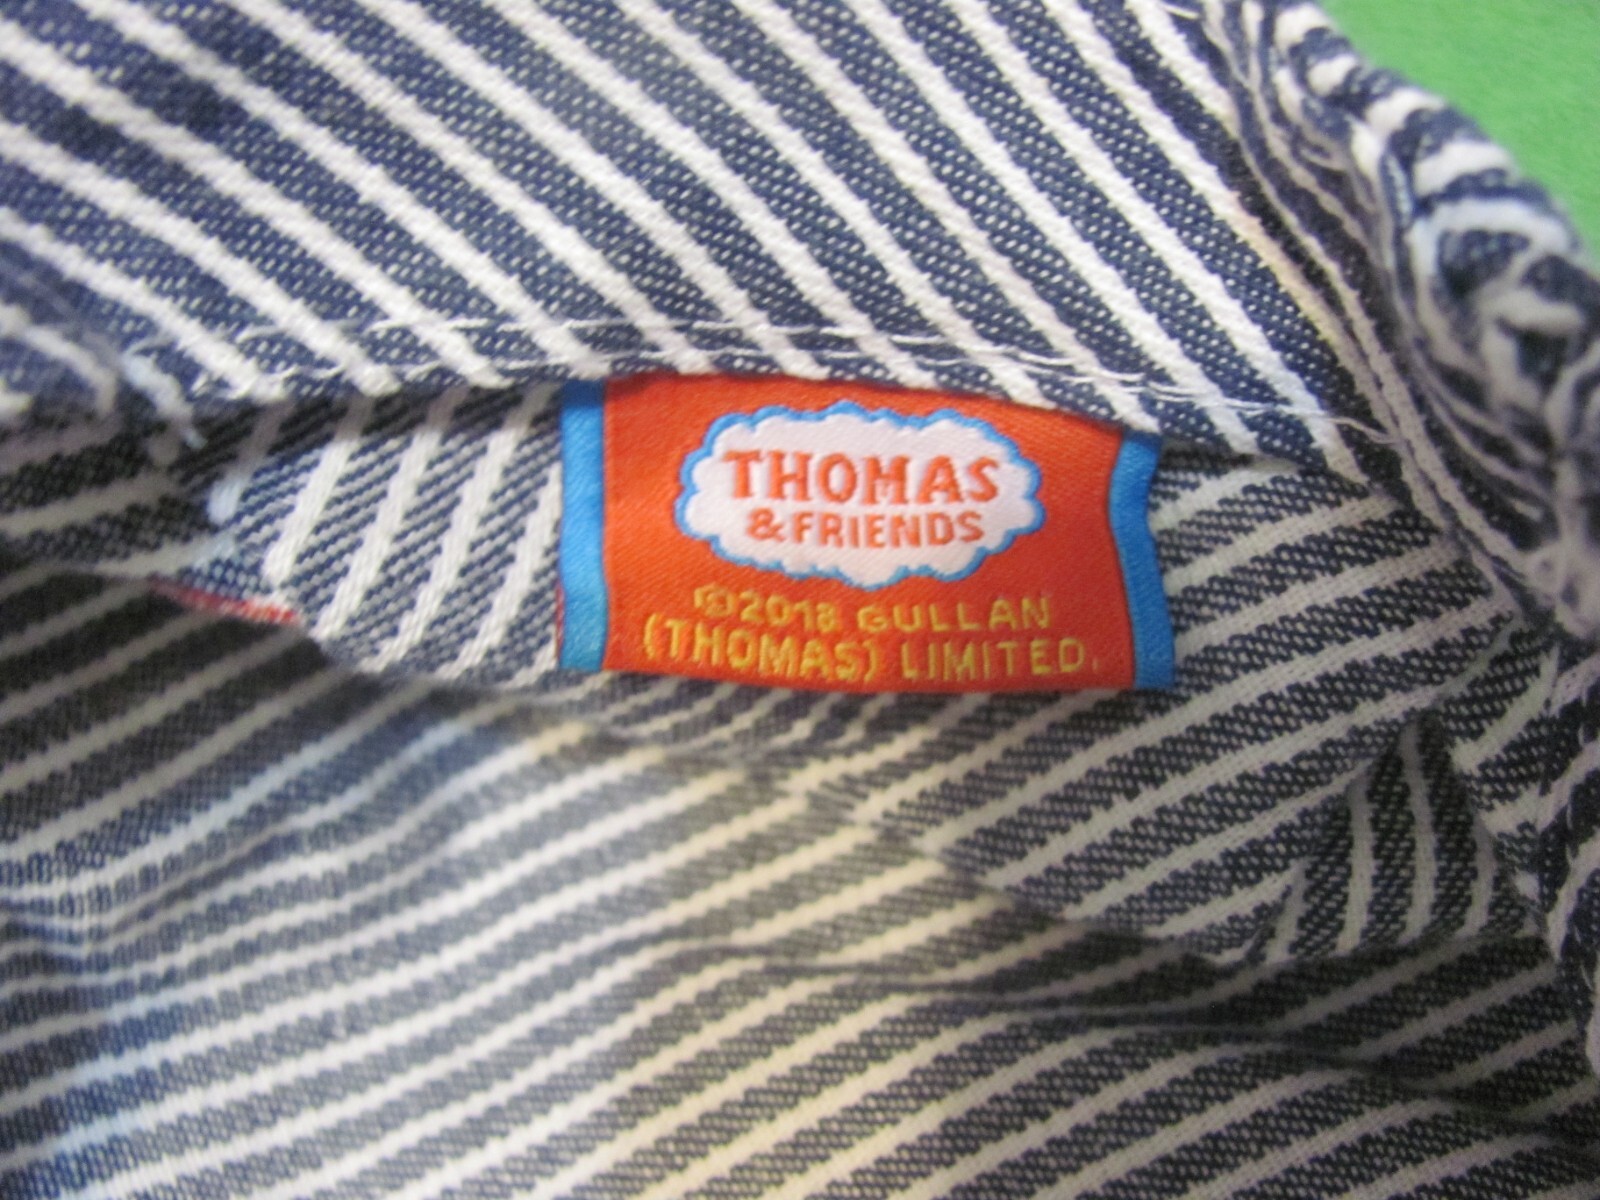 THOMAS
& FRIENDS
©2018 GULLAN
(THOMAS) LIMITED.